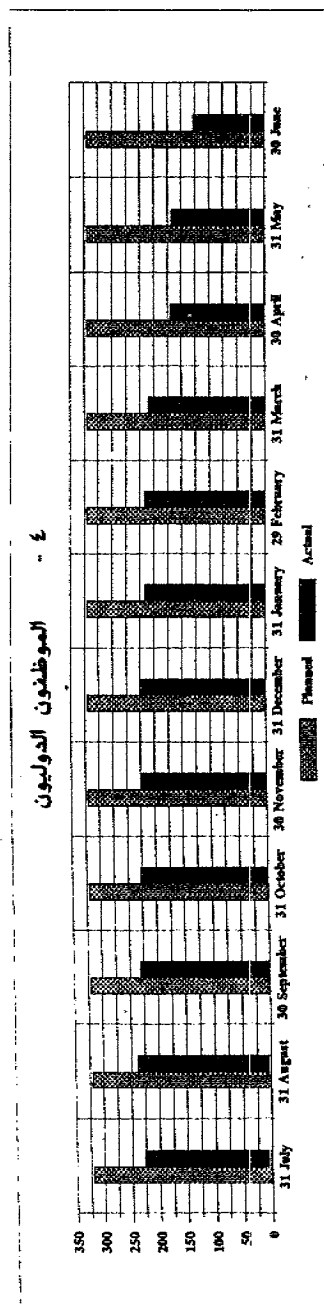 ٤ - الموظفون الدوليون
350
300
250
200
150
100
50
0
31 July
31 August
30 September
31 October
30 November
31 December
31 January
29 February
31 March
30 April
31 May
30 June
Planned
Actual